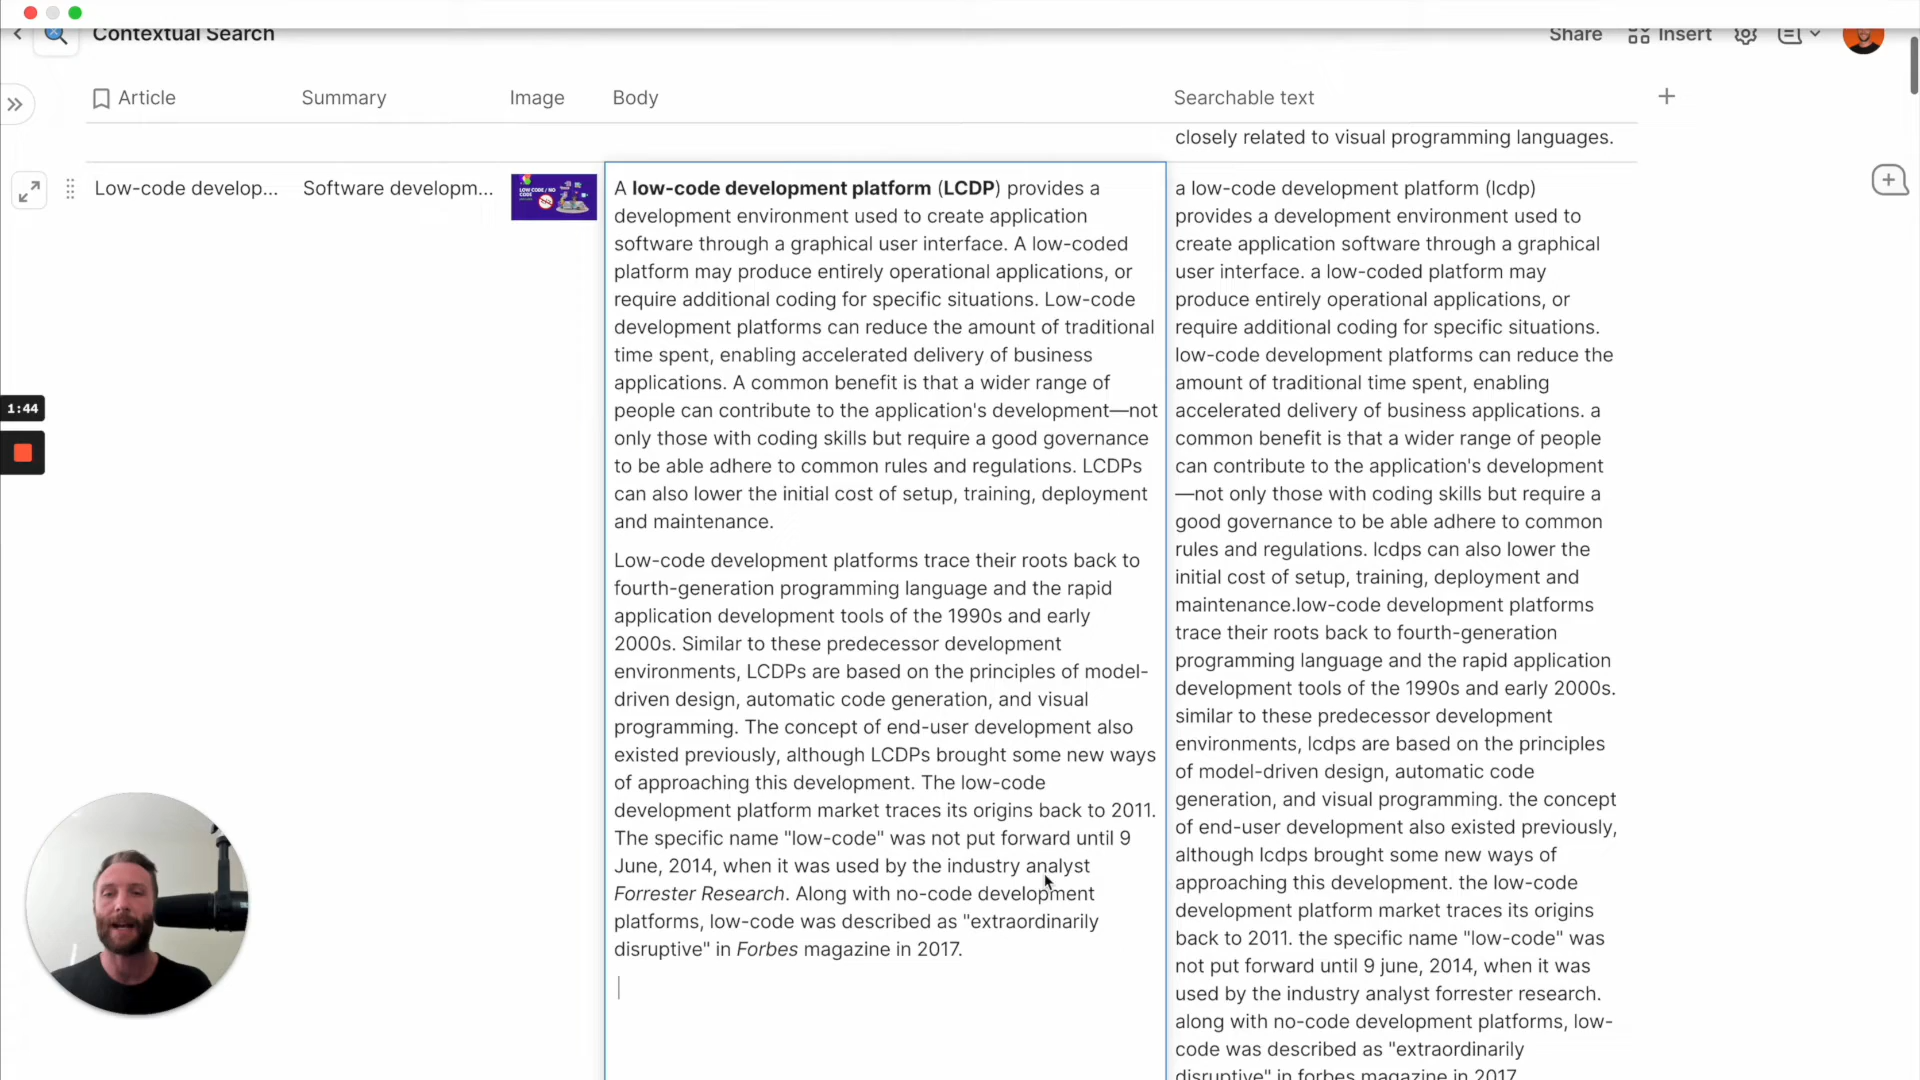 Contextual Search
Share
Insert
Article
Summary
Image
Body
Searchable text
closely related to visual programming languages.
Low-code develop...
Software developm...
LOW CODE / NO
CODE
A low-code development platform (LCDP) provides a
development environment used to create application
software through a graphical user interface. A low-coded
platform may produce entirely operational applications, or
require additional coding for specific situations. Low-code
development platforms can reduce the amount of traditional
time spent, enabling accelerated delivery of business
applications. A common benefit is that a wider range of
people can contribute to the application's development—not
only those with coding skills but require a good governance
to be able adhere to common rules and regulations. LCDPs
can also lower the initial cost of setup, training, deployment
and maintenance.
Low-code development platforms trace their roots back to
fourth-generation programming language and the rapid
application development tools of the 1990s and early
2000s. Similar to these predecessor development
environments, LCDPs are based on the principles of model-
driven design, automatic code generation, and visual
programming. The concept of end-user development also
existed previously, although LCDPs brought some new ways
of approaching this development. The low-code
development platform market traces its origins back to 2011.
The specific name "low-code" was not put forward until 9
June, 2014, when it was used by the industry analyst
Forrester Research. Along with no-code development
platforms, low-code was described as "extraordinarily
disruptive" in Forbes magazine in 2017.
a low-code development platform (lcdp)
provides a development environment used to
create application software through a graphical
user interface. a low-coded platform may
produce entirely operational applications, or
require additional coding for specific situations.
low-code development platforms can reduce the
amount of traditional time spent, enabling
accelerated delivery of business applications. a
common benefit is that a wider range of people
can contribute to the application's development
—not only those with coding skills but require a
good governance to be able adhere to common
rules and regulations. lcdps can also lower the
initial cost of setup, training, deployment and
maintenance.low-code development platforms
trace their roots back to fourth-generation
programming language and the rapid application
development tools of the 1990s and early 2000s.
similar to these predecessor development
environments, lcdps are based on the principles
of model-driven design, automatic code
generation, and visual programming. the concept
of end-user development also existed previously,
although lcdps brought some new ways of
approaching this development. the low-code
development platform market traces its origins
back to 2011. the specific name "low-code" was
not put forward until 9 june, 2014, when it was
used by the industry analyst forrester research.
along with no-code development platforms, low-
code was described as "extraordinarily
disruptive" in forbes magazine in 2017.
1:44